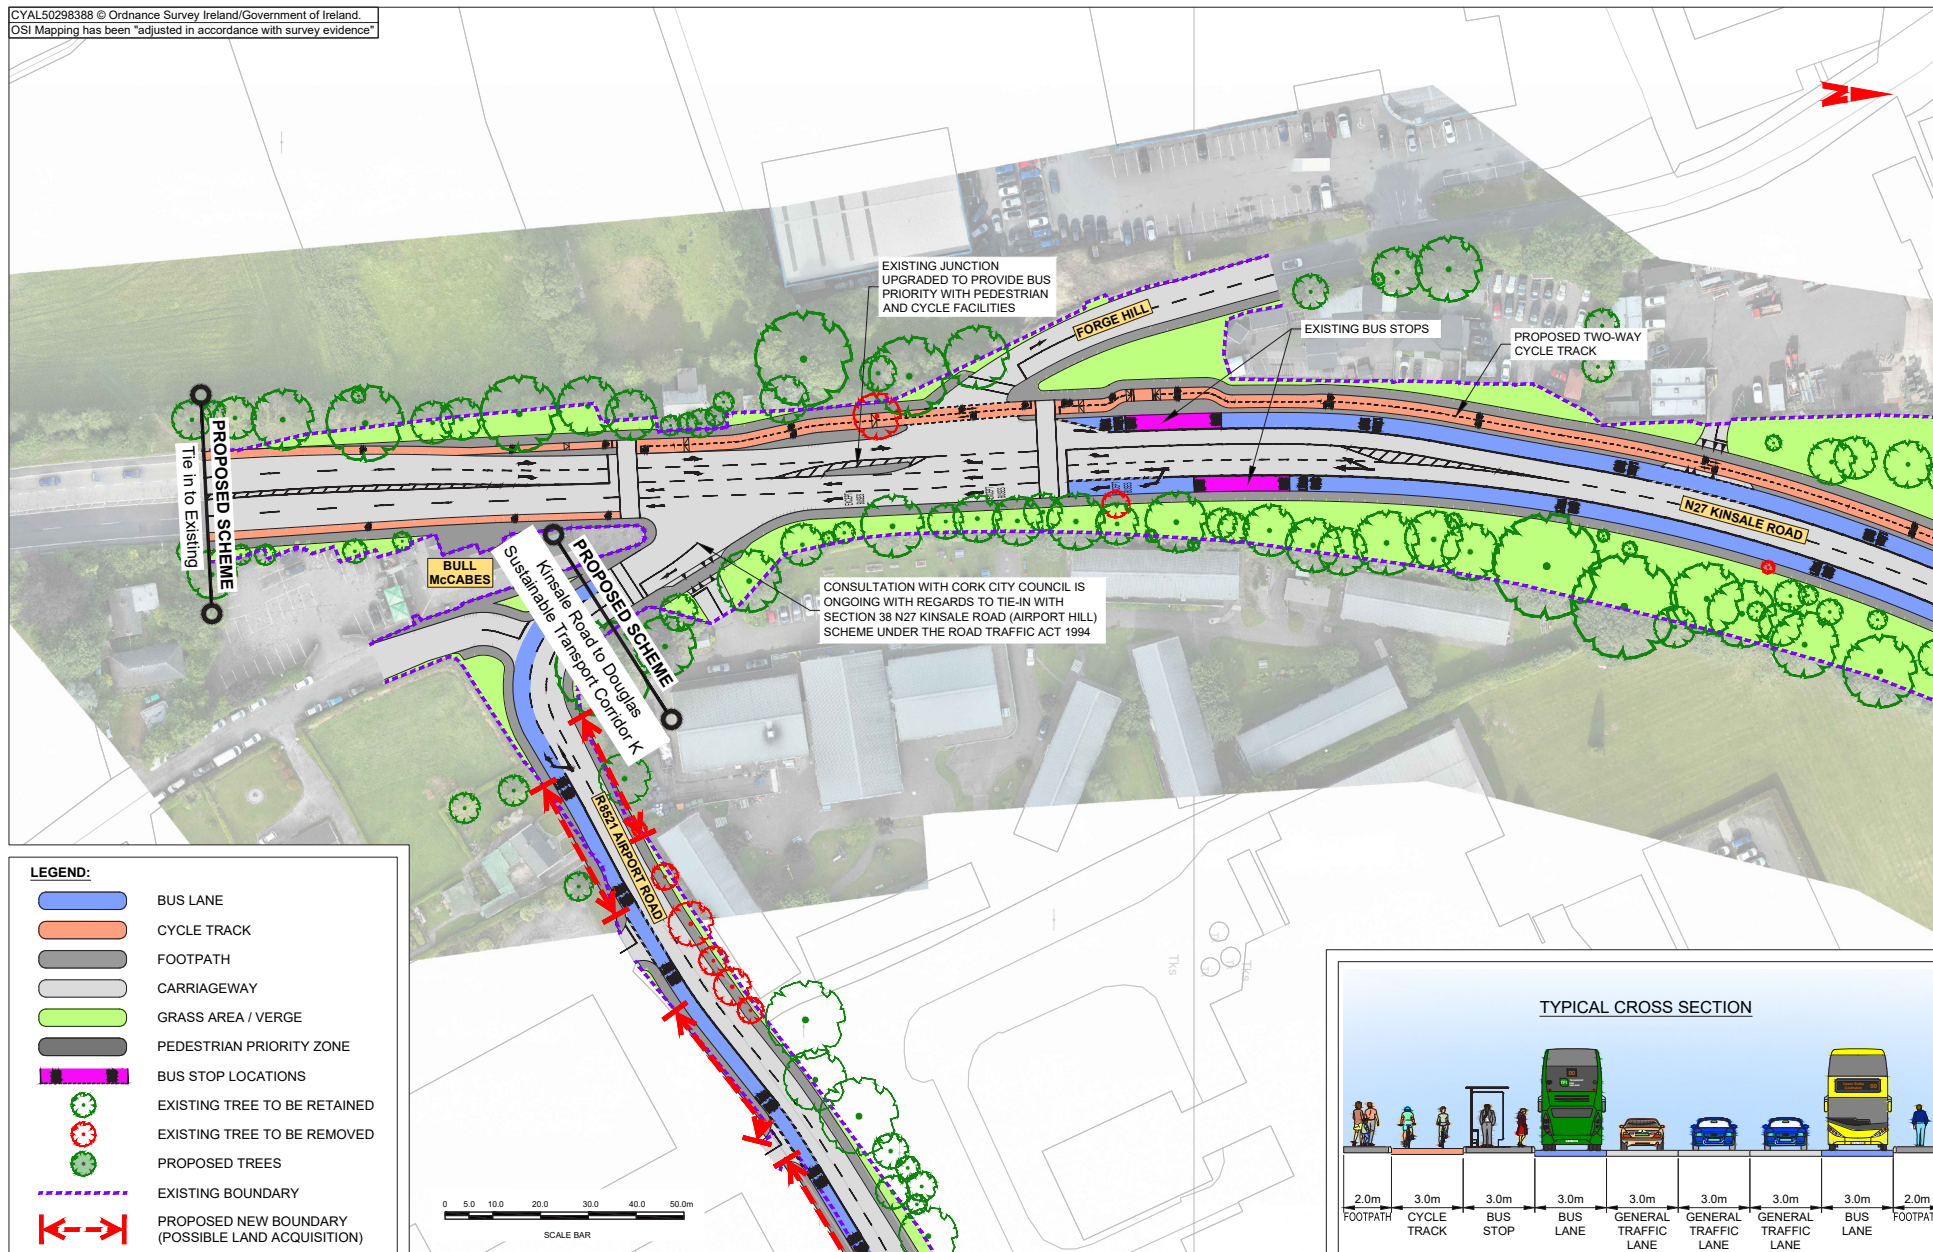 CYAL50298388 © Ordnance Survey Ireland/Government of Ireland.
OSI Mapping has been "adjusted in accordance with survey evidence"
N
EXISTING JUNCTION
UPGRADED TO PROVIDE BUS
PRIORITY WITH PEDESTRIAN
AND CYCLE FACILITIES
FORGE HILL
EXISTING BUS STOPS
PROPOSED TWO-WAY
CYCLE TRACK
PROPOSED SCHEME
Tie in to Existing
N27 KINSALE ROAD
BULL
McCABES
PROPOSED SCHEME
Kinsale Road to Douglas
Sustainable Transport Corridor K
CONSULTATION WITH CORK CITY COUNCIL IS
ONGOING WITH REGARDS TO TIE-IN WITH
SECTION 38 N27 KINSALE ROAD (AIRPORT HILL)
SCHEME UNDER THE ROAD TRAFFIC ACT 1994
R8521 AIRPORT ROAD
Tks
Tks
LEGEND:
BUS LANE
CYCLE TRACK
FOOTPATH
CARRIAGEWAY
GRASS AREA / VERGE
PEDESTRIAN PRIORITY ZONE
BUS STOP LOCATIONS
EXISTING TREE TO BE RETAINED
EXISTING TREE TO BE REMOVED
PROPOSED TREES
EXISTING BOUNDARY
PROPOSED NEW BOUNDARY
(POSSIBLE LAND ACQUISITION)
0 5.0 10.0 20.0 30.0 40.0 50.0m
SCALE BAR
TYPICAL CROSS SECTION
2.0m 3.0m 3.0m 3.0m 3.0m 3.0m 3.0m 3.0m 2.0m
FOOTPATH CYCLE BUS BUS GENERAL GENERAL GENERAL BUS FOOTPAT
TRACK STOP LANE TRAFFIC TRAFFIC TRAFFIC LANE
LANE LANE LANE